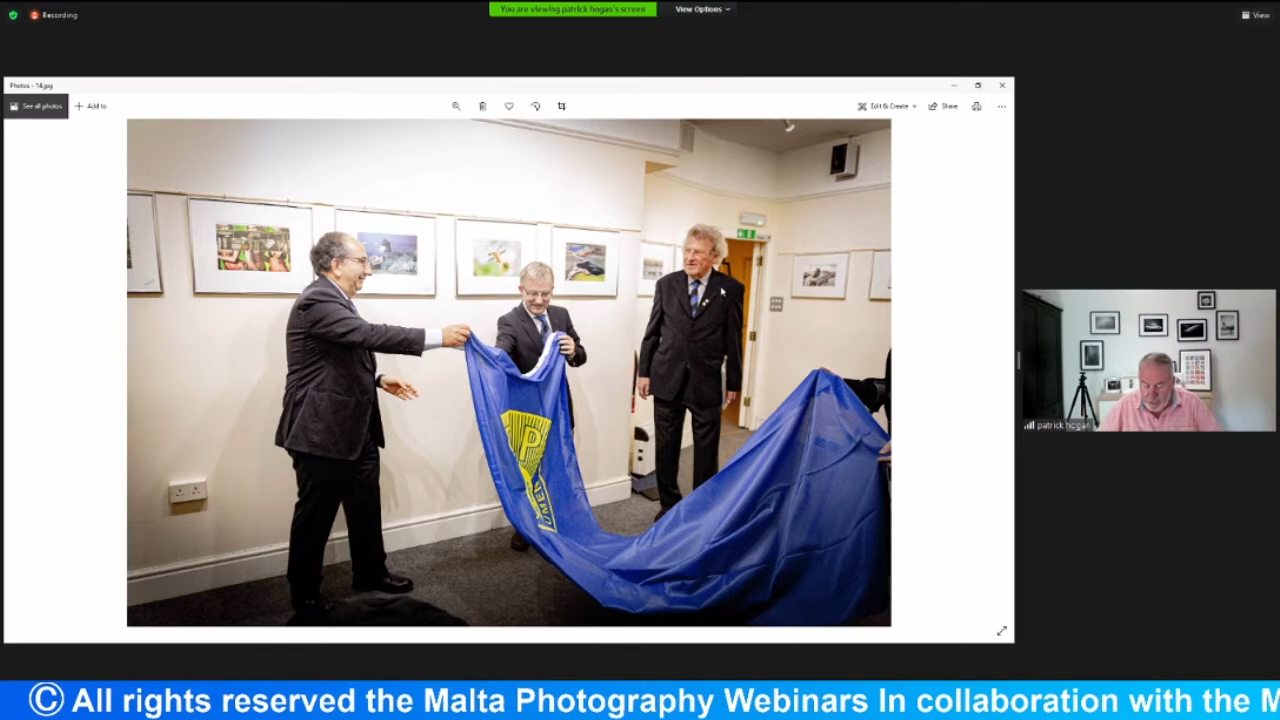 Recording
You are viewing patrick hogan's screen
View Options
View
Photos - 14.jpg
See all photos
Add to
Edit & Create
Share
P
patrick hogan
© All rights reserved the Malta Photography Webinars In collaboration with the M